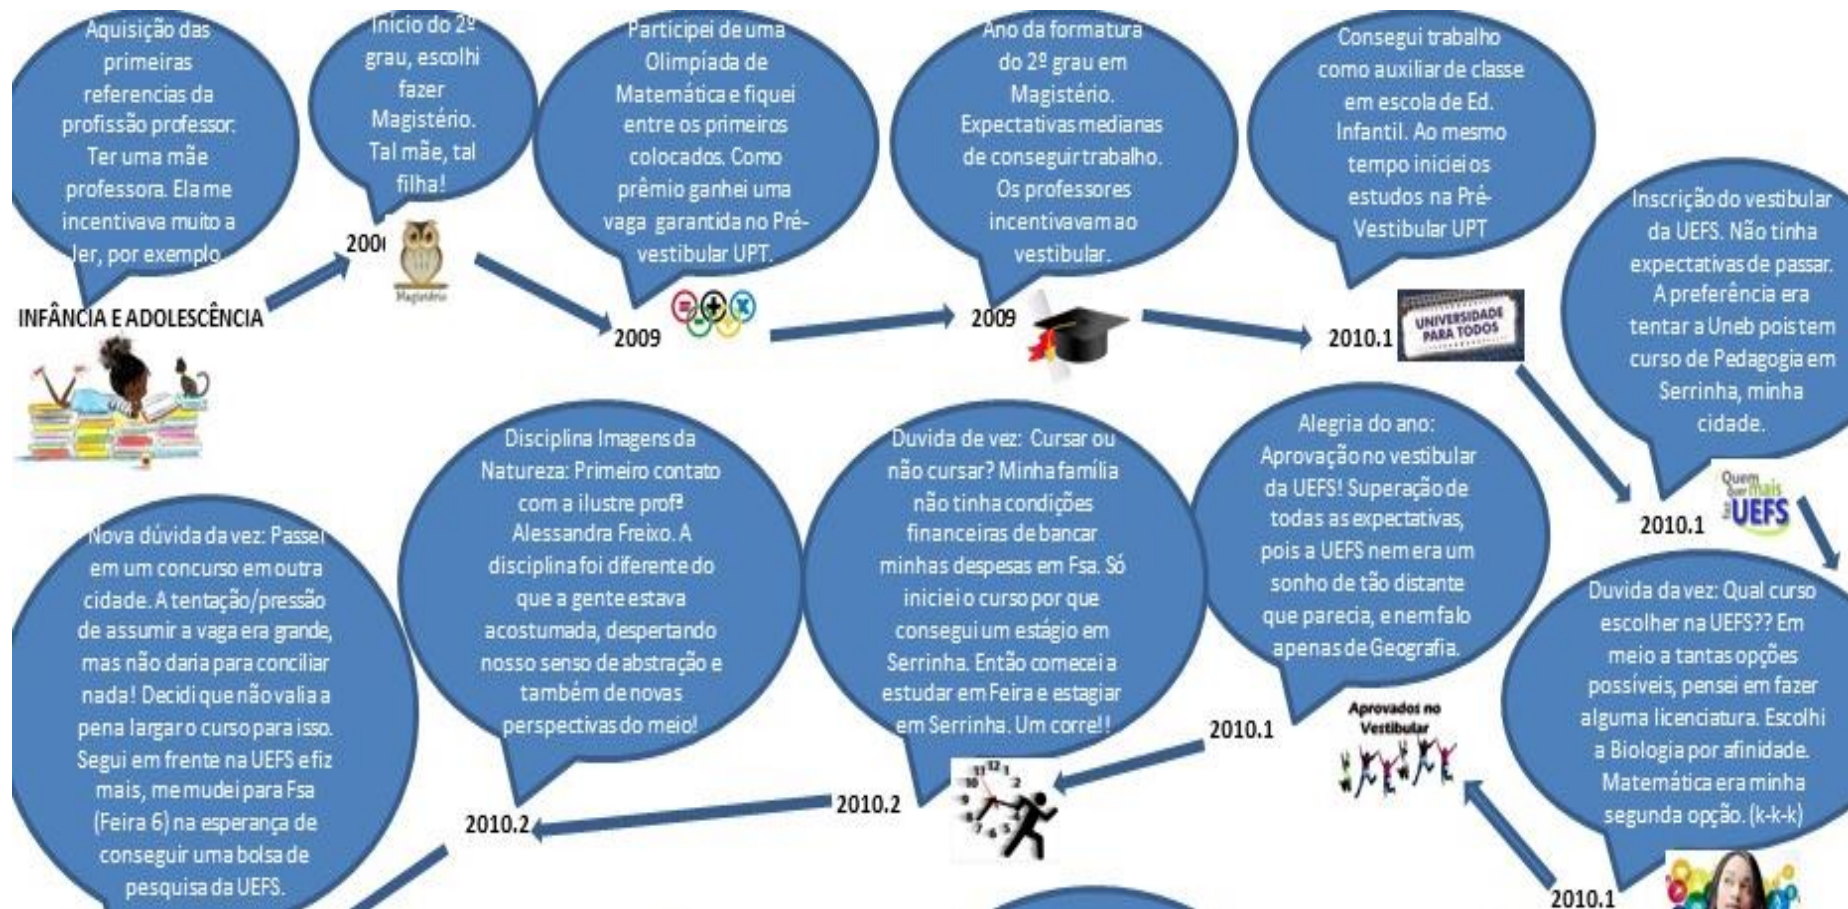 Aquisição das
primeiras
referencias da
profissão professor:
Ter uma mãe
professora. Ela me
incentivava muito a
ler, por exemplo
INFÂNCIA E ADOLESCÊNCIA
Início do 2º
grau, escolhi
fazer
Magistério.
Tal mãe, tal
filha!
Magistério
Participei de uma
Olimpíada de
Matemática e fiquei
entre os primeiros
colocados. Como
prêmio ganhei uma
vaga garantida no Pré-
vestibular UPT.
2009
Ano da formatura
do 2º grau em
Magistério.
Expectativas medianas
de conseguir trabalho.
Os professores
incentivavam ao
vestibular.
2009
Consegui trabalho
como auxiliar de classe
em escola de Ed.
Infantil. Ao mesmo
tempo iniciei os
estudos na Pré-
Vestibular UPT
2010.1
UNIVERSIDADE
PARA TODOS
Inscrição do vestibular
da UEFS. Não tinha
expectativas de passar.
A preferência era
tentar a Uneb pois tem
curso de Pedagogia em
Serrinha, minha
cidade.
2010.1
Quem
quer mais
faz UEFS
Duvida da vez: Qual curso
escolher na UEFS?? Em
meio a tantas opções
possíveis, pensei em fazer
alguma licenciatura. Escolhi
a Biologia por afinidade.
Matemática era minha
segunda opção. (k-k-k)
2010.1
Alegria do ano:
Aprovação no vestibular
da UEFS! Superação de
todas as expectativas,
pois a UEFS nem era um
sonho de tão distante
que parecia, e nem falo
apenas de Geografia.
2010.1
Aprovados no
Vestibular
Duvida de vez: Cursar ou
não cursar? Minha família
não tinha condições
financeiras de bancar
minhas despesas em Fsa. Só
iniciei o curso por que
consegui um estágio em
Serrinha. Então comecei a
estudar em Feira e estagiar
em Serrinha. Um corre!!
2010.2
11 12 1
10 2
9
8 4
7 6 5
Disciplina Imagens da
Natureza: Primeiro contato
com a ilustre profª
Alessandra Freixo. A
disciplina foi diferente do
que a gente estava
acostumada, despertando
nosso senso de abstração e
também de novas
perspectivas do meio!
2010.2
Nova dúvida da vez: Passei
em um concurso em outra
cidade. A tentação/pressão
de assumir a vaga era grande,
mas não daria para conciliar
nada! Decidi que não valia a
pena largar o curso para isso.
Segui em frente na UEFS e fiz
mais, me mudei para Fsa
(Feira 6) na esperança de
conseguir uma bolsa de
pesquisa da UEFS.